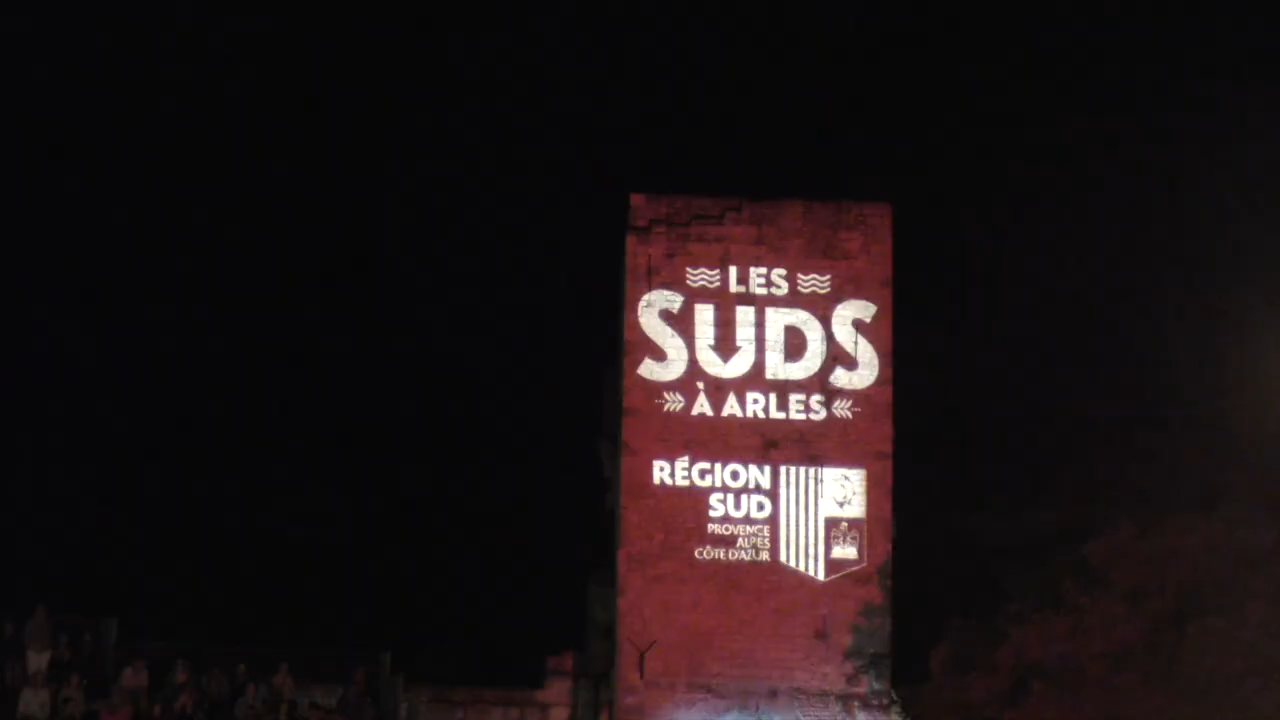 LES
SUDS
À ARLES
RÉGION
SUD
PROVENCE
ALPES
CÔTE D'AZUR